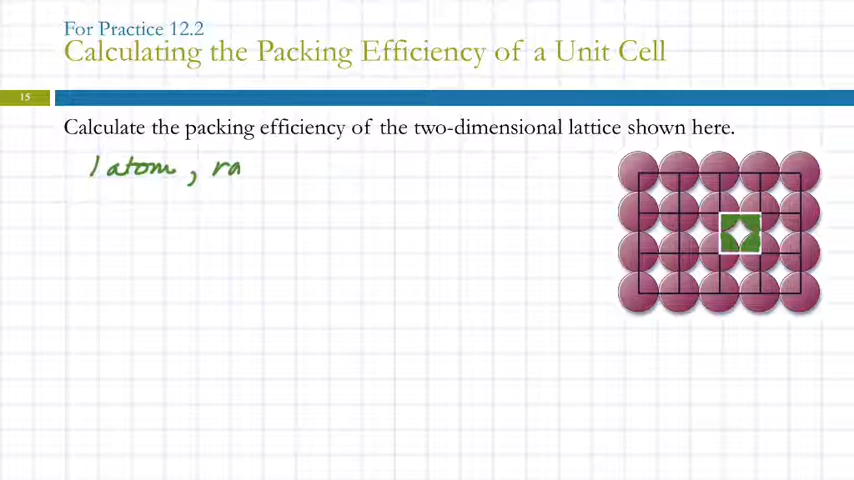 For Practice 12.2
Calculating the Packing Efficiency of a Unit Cell
15
Calculate the packing efficiency of the two-dimensional lattice shown here.
1 atom, ra